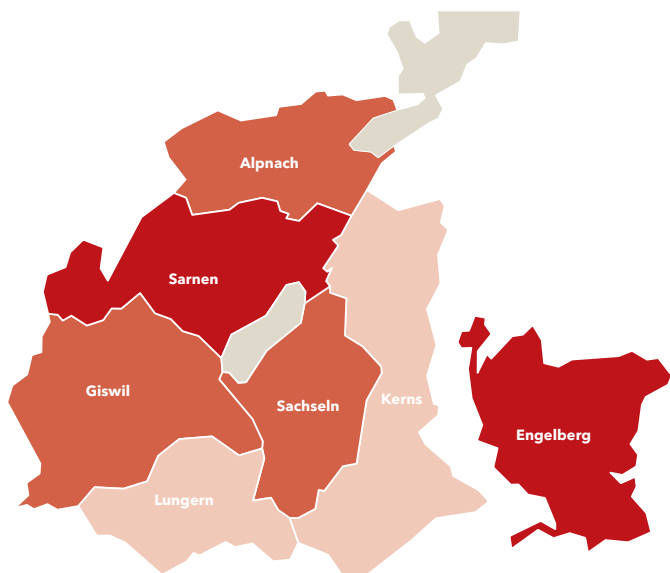 Alpnach
Sarnen
Giswil
Sachseln
Kerns
Engelberg
Lungern